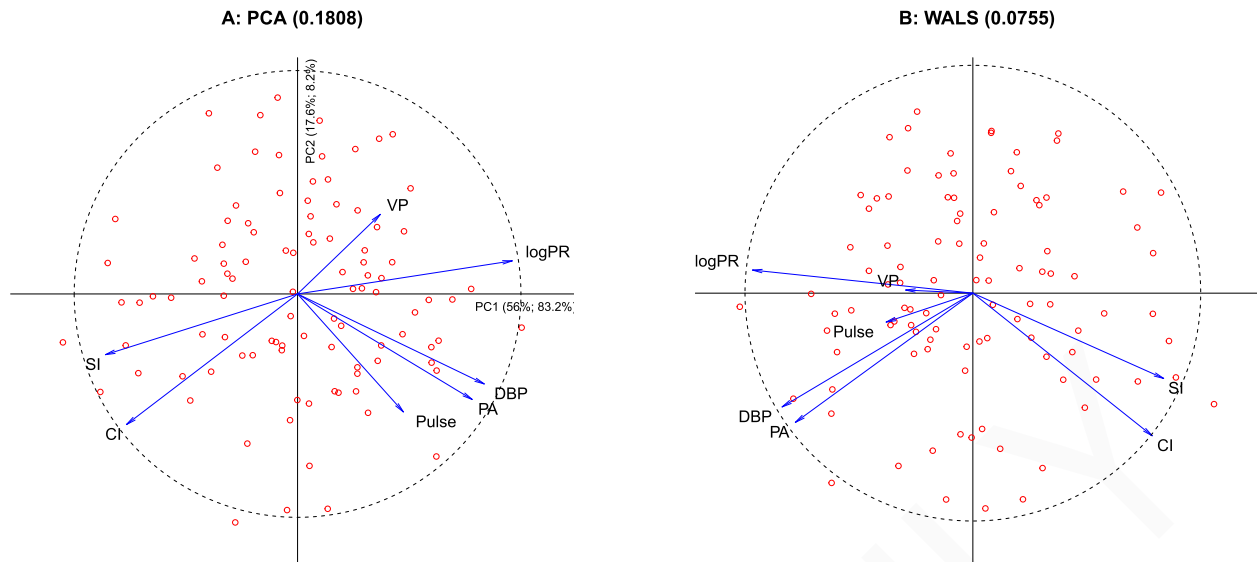 A: PCA (0.1808)
PC2 (17.6%; 8.2%)
VP
logPR
PC1 (56%; 83.2%)
SI
DBP
PA
Pulse
CI
B: WALS (0.0755)
logPR
VP
Pulse
SI
DBP
PA
CI